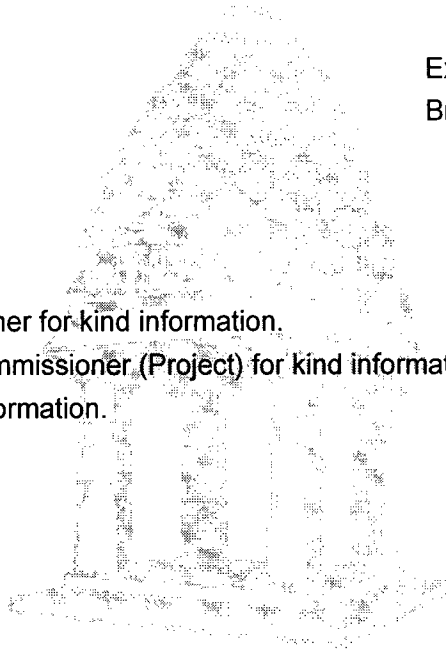 Ex
Br
ner for kind information.
mmissioner (Project) for kind informat
ormation.